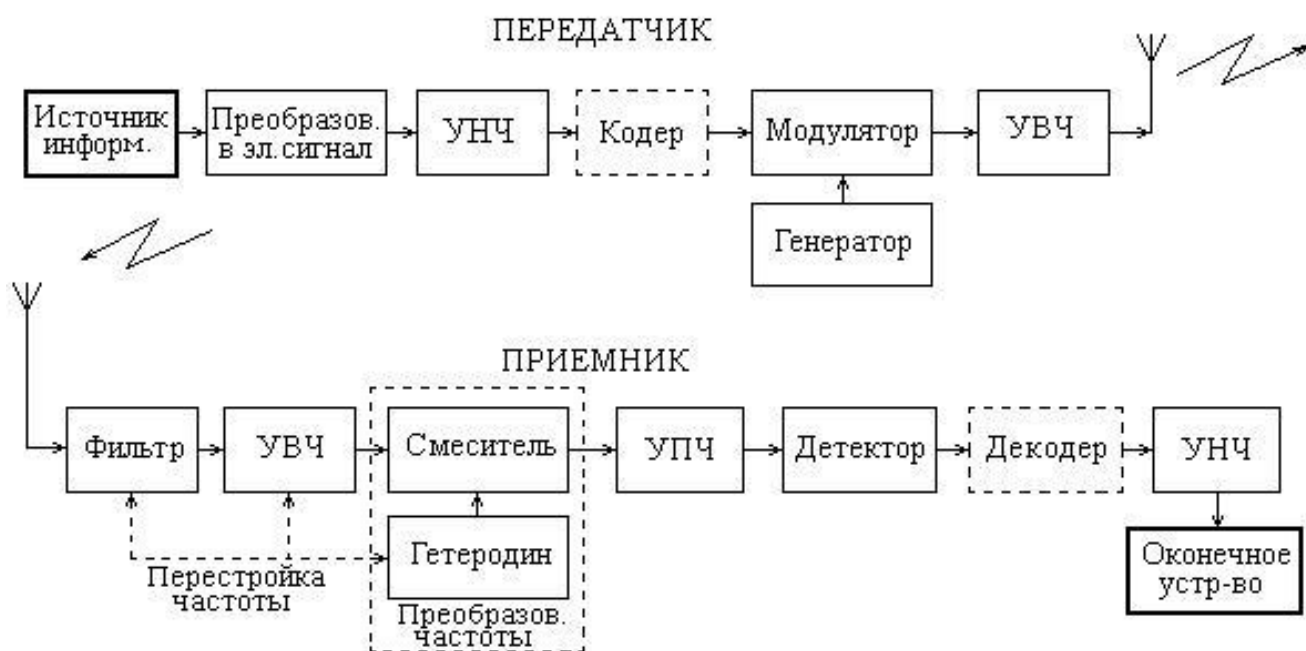 ПЕРЕДАТЧИК
Источник
информ.
Преобразов.
в эл.сигнал
УНЧ
Кодер
Модулятор
УВЧ
Генератор
ПРИЕМНИК
Фильтр
УВЧ
Смеситель
УПЧ
Детектор
Декодер
УНЧ
Гетеродин
Перестройка
частоты
Преобразов.
частоты
Оконечное
устр-во